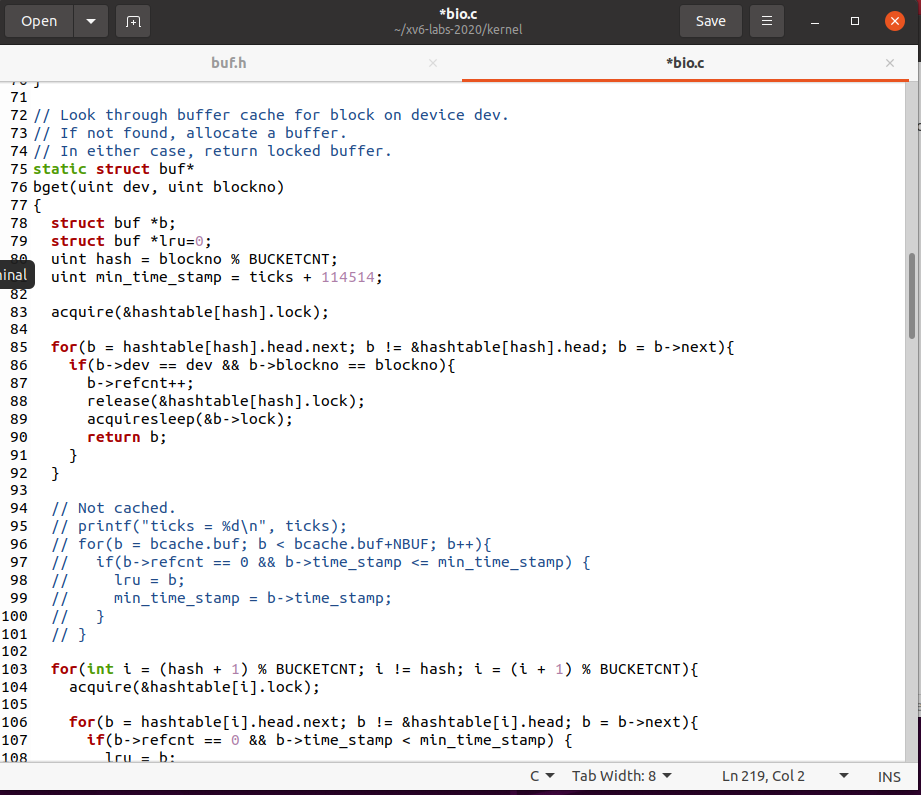 Open
*bio.c
~/xv6-labs-2020/kernel
Save
buf.h
*bio.c
71
72 // Look through buffer cache for block on device dev.
73 // If not found, allocate a buffer.
74 // In either case, return locked buffer.
75 static struct buf*
76 bget(uint dev, uint blockno)
77 {
78   struct buf *b;
79   struct buf *lru=0;
80   uint hash = blockno % BUCKETCNT;
inal   uint min_time_stamp = ticks + 114514;
82
83   acquire(&hashtable[hash].lock);
84
85   for(b = hashtable[hash].head.next; b != &hashtable[hash].head; b = b->next){
86     if(b->dev == dev && b->blockno == blockno){
87       b->refcnt++;
88       release(&hashtable[hash].lock);
89       acquiresleep(&b->lock);
90       return b;
91     }
92   }
93
94   // Not cached.
95   // printf("ticks = %d\n", ticks);
96   // for(b = bcache.buf; b < bcache.buf+NBUF; b++){
97   //   if(b->refcnt == 0 && b->time_stamp <= min_time_stamp) {
98   //     lru = b;
99   //     min_time_stamp = b->time_stamp;
100   //   }
101   // }
102
103   for(int i = (hash + 1) % BUCKETCNT; i != hash; i = (i + 1) % BUCKETCNT){
104     acquire(&hashtable[i].lock);
105
106     for(b = hashtable[i].head.next; b != &hashtable[i].head; b = b->next){
107       if(b->refcnt == 0 && b->time_stamp < min_time_stamp) {
108         lru = b;
C Tab Width: 8 Ln 219, Col 2 INS